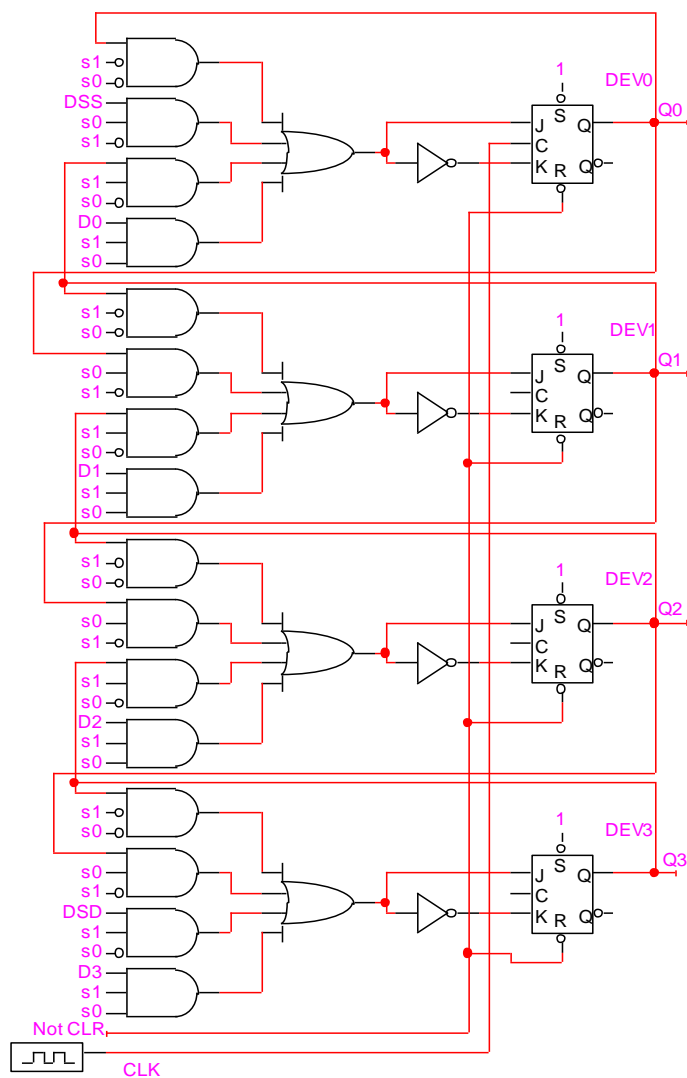 1
DEV0
Q0
s1
s0
DSS
s0
s1
s1
s0
D0
s1
s0
J
C
K
S
R
Q
Q
1
DEV1
Q1
s1
s0
s0
s1
s1
s0
D1
s1
s0
J
C
K
S
R
Q
Q
1
DEV2
Q2
s1
s0
s0
s1
s1
s0
D2
s1
s0
J
C
K
S
R
Q
Q
1
DEV3
Q3
s1
s0
s0
s1
DSD
s1
s0
D3
s1
s0
J
C
K
S
R
Q
Q
Not CLR
CLK